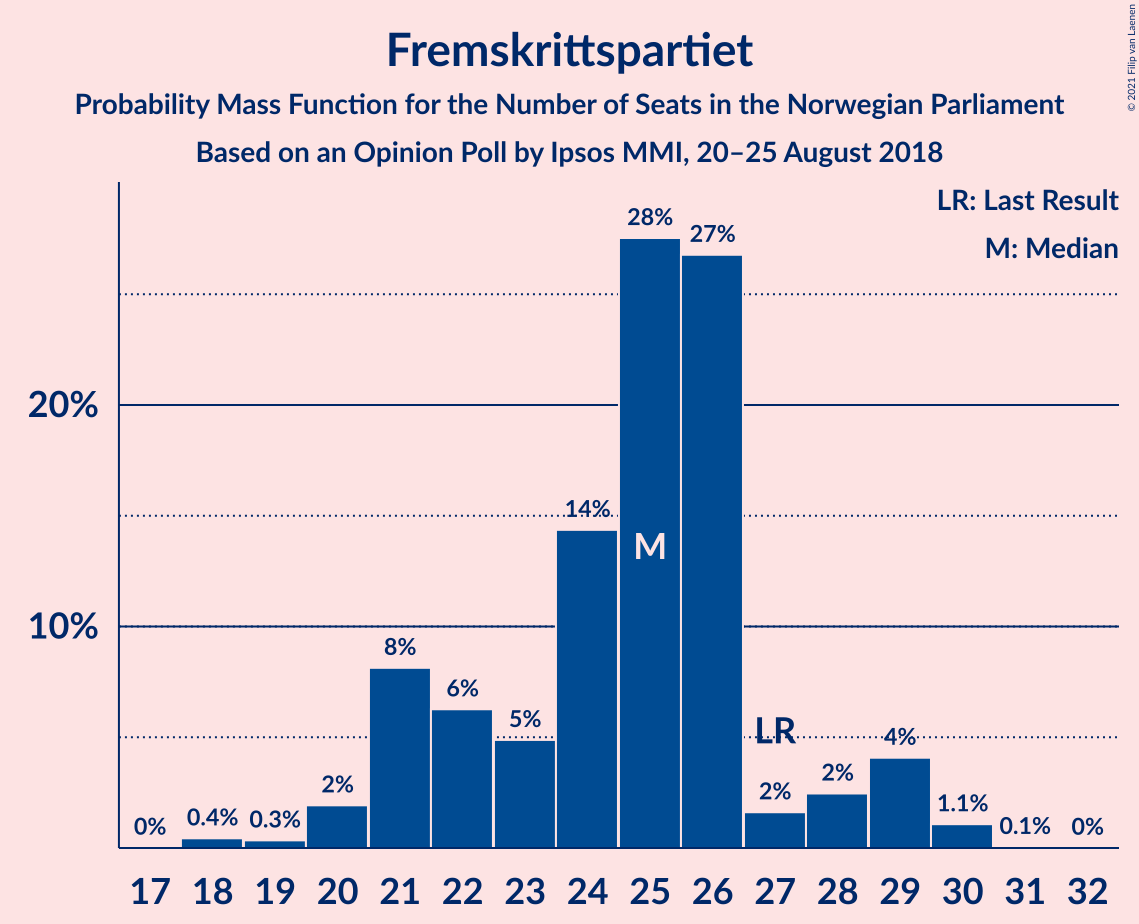 Fremskrittspartiet
Probability Mass Function for the Number of Seats in the Norwegian Parliament
Based on an Opinion Poll by Ipsos MMI, 20–25 August 2018
© 2021 Filip van Laenen
LR: Last Result
M: Median
28%
27%
20%
14%
M
10%
8%
6%
5%
LR
4%
2%
2%
2%
1.1%
0.4%
0.3%
0%
0.1%
0%
17 18 19 20 21 22 23 24 25 26 27 28 29 30 31 32